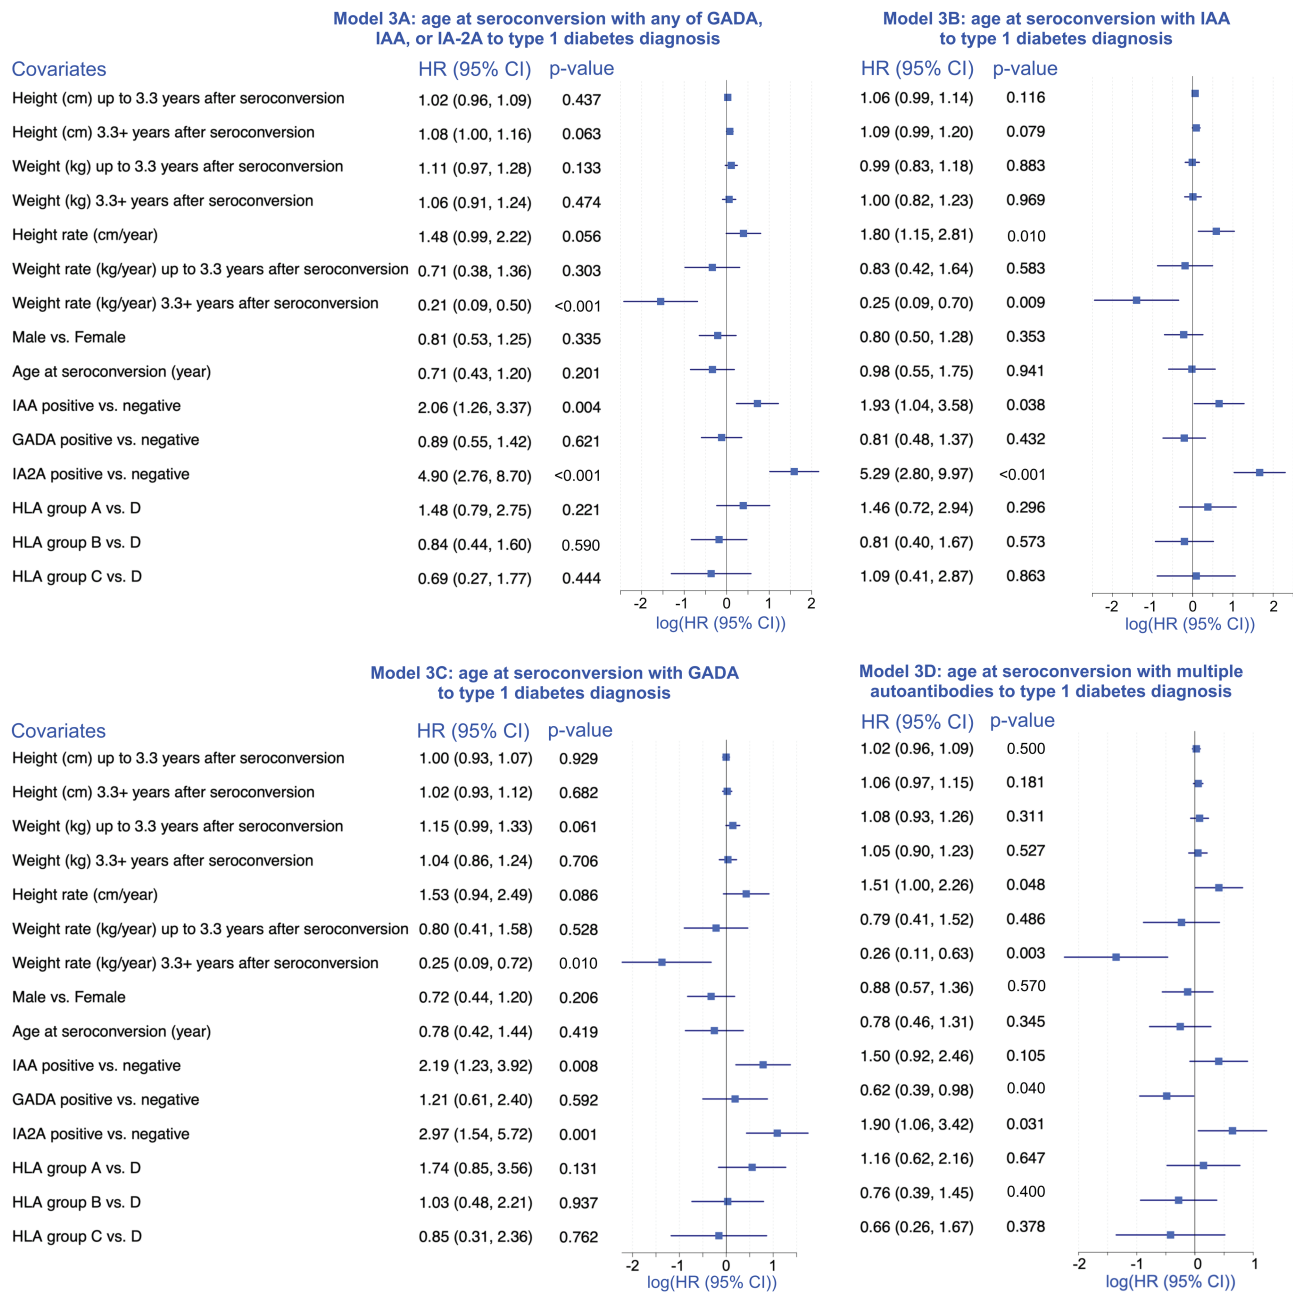 Model 3A: age at seroconversion with any of GADA,
IAA, or IA-2A to type 1 diabetes diagnosis
Model 3B: age at seroconversion with IAA
to type 1 diabetes diagnosis
Covariates HR (95% CI) p-value HR (95% CI) p-value
Height (cm) up to 3.3 years after seroconversion 1.02 (0.96, 1.09) 0.437 1.06 (0.99, 1.14) 0.116
Height (cm) 3.3+ years after seroconversion 1.08 (1.00, 1.16) 0.063 1.09 (0.99, 1.20) 0.079
Weight (kg) up to 3.3 years after seroconversion 1.11 (0.97, 1.28) 0.133 0.99 (0.83, 1.18) 0.883
Weight (kg) 3.3+ years after seroconversion 1.06 (0.91, 1.24) 0.474 1.00 (0.82, 1.23) 0.969
Height rate (cm/year) 1.48 (0.99, 2.22) 0.056 1.80 (1.15, 2.81) 0.010
Weight rate (kg/year) up to 3.3 years after seroconversion 0.71 (0.38, 1.36) 0.303 0.83 (0.42, 1.64) 0.583
Weight rate (kg/year) 3.3+ years after seroconversion 0.21 (0.09, 0.50) <0.001 0.25 (0.09, 0.70) 0.009
Male vs. Female 0.81 (0.53, 1.25) 0.335 0.80 (0.50, 1.28) 0.353
Age at seroconversion (year) 0.71 (0.43, 1.20) 0.201 0.98 (0.55, 1.75) 0.941
IAA positive vs. negative 2.06 (1.26, 3.37) 0.004 1.93 (1.04, 3.58) 0.038
GADA positive vs. negative 0.89 (0.55, 1.42) 0.621 0.81 (0.48, 1.37) 0.432
IA2A positive vs. negative 4.90 (2.76, 8.70) <0.001 5.29 (2.80, 9.97) <0.001
HLA group A vs. D 1.48 (0.79, 2.75) 0.221 1.46 (0.72, 2.94) 0.296
HLA group B vs. D 0.84 (0.44, 1.60) 0.590 0.81 (0.40, 1.67) 0.573
HLA group C vs. D 0.69 (0.27, 1.77) 0.444 1.09 (0.41, 2.87) 0.863
-2 -1 0 1 2 -2 -1 0 1 2
log(HR (95% CI)) log(HR (95% CI))
Model 3C: age at seroconversion with GADA
to type 1 diabetes diagnosis
Model 3D: age at seroconversion with multiple
autoantibodies to type 1 diabetes diagnosis
Covariates HR (95% CI) p-value HR (95% CI) p-value
Height (cm) up to 3.3 years after seroconversion 1.00 (0.93, 1.07) 0.929 1.02 (0.96, 1.09) 0.500
Height (cm) 3.3+ years after seroconversion 1.02 (0.93, 1.12) 0.682 1.06 (0.97, 1.15) 0.181
Weight (kg) up to 3.3 years after seroconversion 1.15 (0.99, 1.33) 0.061 1.08 (0.93, 1.26) 0.311
Weight (kg) 3.3+ years after seroconversion 1.04 (0.86, 1.24) 0.706 1.05 (0.90, 1.23) 0.527
Height rate (cm/year) 1.53 (0.94, 2.49) 0.086 1.51 (1.00, 2.26) 0.048
Weight rate (kg/year) up to 3.3 years after seroconversion 0.80 (0.41, 1.58) 0.528 0.79 (0.41, 1.52) 0.486
Weight rate (kg/year) 3.3+ years after seroconversion 0.25 (0.09, 0.72) 0.010 0.26 (0.11, 0.63) 0.003
Male vs. Female 0.72 (0.44, 1.20) 0.206 0.88 (0.57, 1.36) 0.570
Age at seroconversion (year) 0.78 (0.42, 1.44) 0.419 0.78 (0.46, 1.31) 0.345
IAA positive vs. negative 2.19 (1.23, 3.92) 0.008 1.50 (0.92, 2.46) 0.105
GADA positive vs. negative 1.21 (0.61, 2.40) 0.592 0.62 (0.39, 0.98) 0.040
IA2A positive vs. negative 2.97 (1.54, 5.72) 0.001 1.90 (1.06, 3.42) 0.031
HLA group A vs. D 1.74 (0.85, 3.56) 0.131 1.16 (0.62, 2.16) 0.647
HLA group B vs. D 1.03 (0.48, 2.21) 0.937 0.76 (0.39, 1.45) 0.400
HLA group C vs. D 0.85 (0.31, 2.36) 0.762 0.66 (0.26, 1.67) 0.378
-2 -1 0 1 -2 -1 0 1
log(HR (95% CI)) log(HR (95% CI))